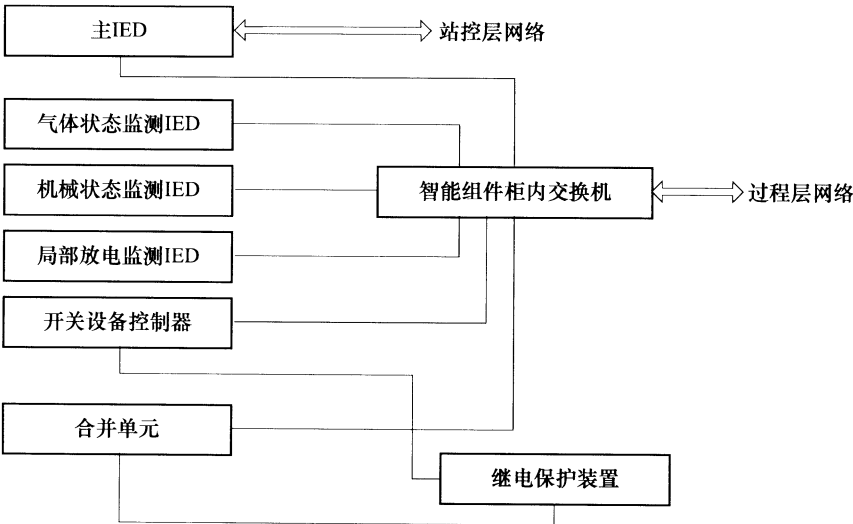 主IED
站控层网络
气体状态监测IED
机械状态监测IED
智能组件柜内交换机
过程层网络
局部放电监测IED
开关设备控制器
合并单元
继电保护装置